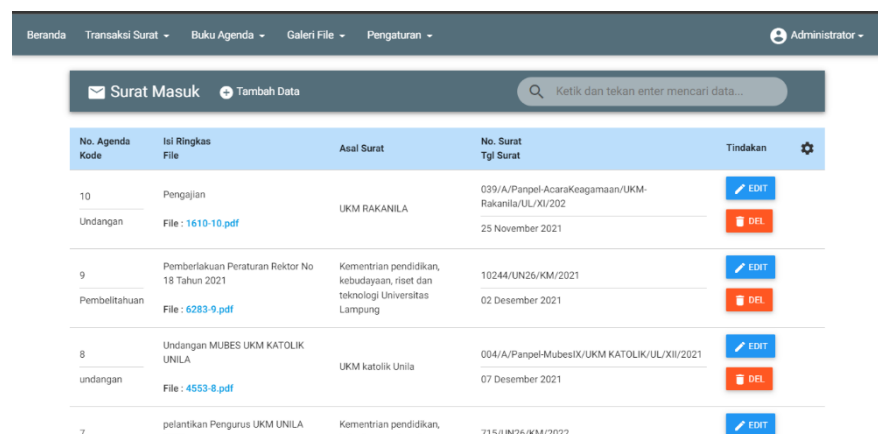 Beranda Transaksi Surat Buku Agenda Galeri File Pengaturan Administrator
Surat Masuk Tambah Data Ketik dan tekan enter mencari data...
No. Agenda
Kode
Isi Ringkas
File
Asal Surat
No. Surat
Tgl Surat
Tindakan
10
Undangan
Pengajian
File : 1610-10.pdf
UKM RAKANILA
039/A/Panpel-AcaraKeagamaan/UKM-
Rakanila/UL/XI/202
25 November 2021
EDIT
DEL
9
Pembelitahuan
Pemberlakuan Peraturan Rektor No
18 Tahun 2021
File : 6283-9.pdf
Kementrian pendidikan,
kebudayaan, riset dan
teknologi Universitas
Lampung
10244/UN26/KM/2021
02 Desember 2021
EDIT
DEL
8
undangan
Undangan MUBES UKM KATOLIK
UNILA
File : 4553-8.pdf
UKM katolik Unila
004/A/Panpel-MubesIX/UKM KATOLIK/UL/XII/2021
07 Desember 2021
EDIT
DEL
7
pelantikan Pengurus UKM UNILA
Kementrian pendidikan,
715/UN26/KM/2022
EDIT